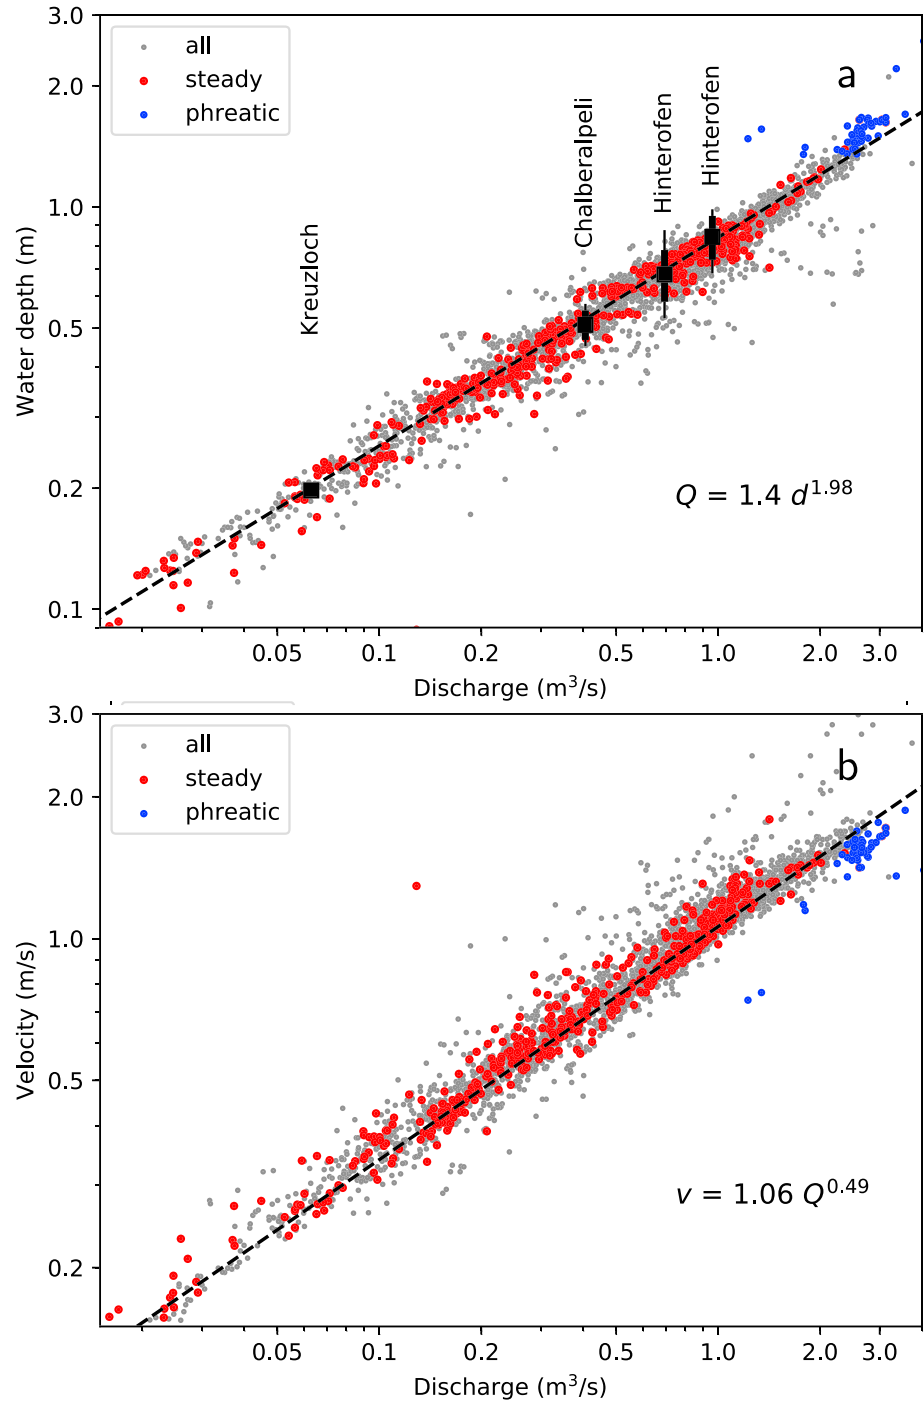 3.0
2.0
1.0
0.5
0.2
0.1
Water depth (m)
all
steady
phreatic
a
Kreuzloch
Chalberalpeli
Hinterofen
Hinterofen
Q = 1.4 d^1.98
0.05 0.1 0.2 0.5 1.0 2.0 3.0
Discharge (m³/s)
3.0
2.0
1.0
0.5
0.2
Velocity (m/s)
all
steady
phreatic
b
v = 1.06 Q^0.49
0.05 0.1 0.2 0.5 1.0 2.0 3.0
Discharge (m³/s)